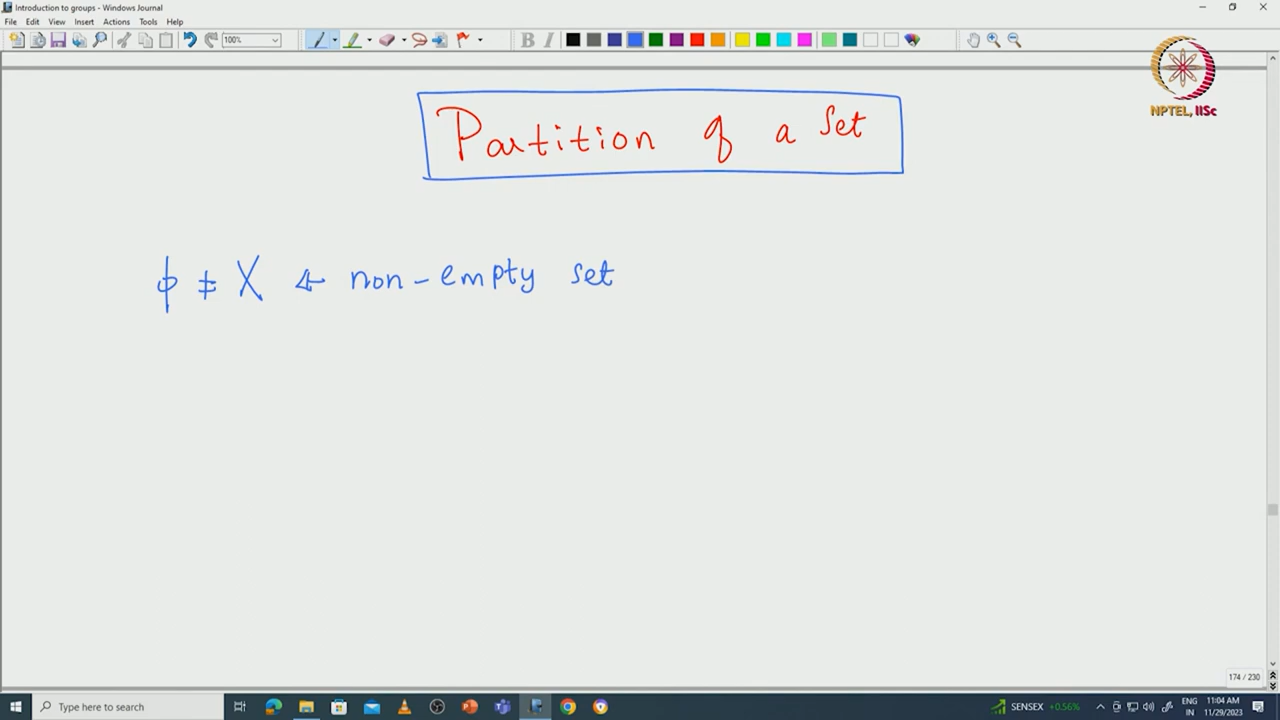 Introduction to groups - Windows Journal
File Edit View Insert Actions Tools Help
100%
NPTEL, IISc
Partition of a Set
ϕ ≠ X ← non-empty set
174 / 230
Type here to search
SENSEX +0.56%
ENG
IN
11:04 AM
11/29/2023